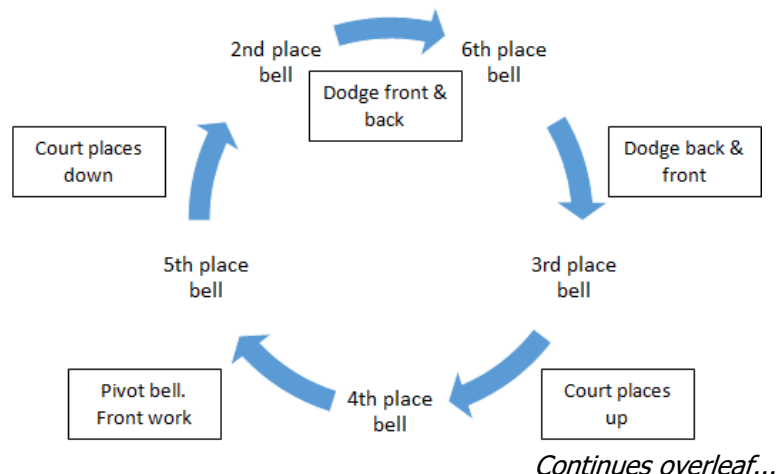 2nd place
bell
6th place
bell
Dodge front &
back
Court places
down
Dodge back &
front
5th place
bell
3rd place
bell
Pivot bell.
Front work
4th place
bell
Court places
up
Continues overleaf...